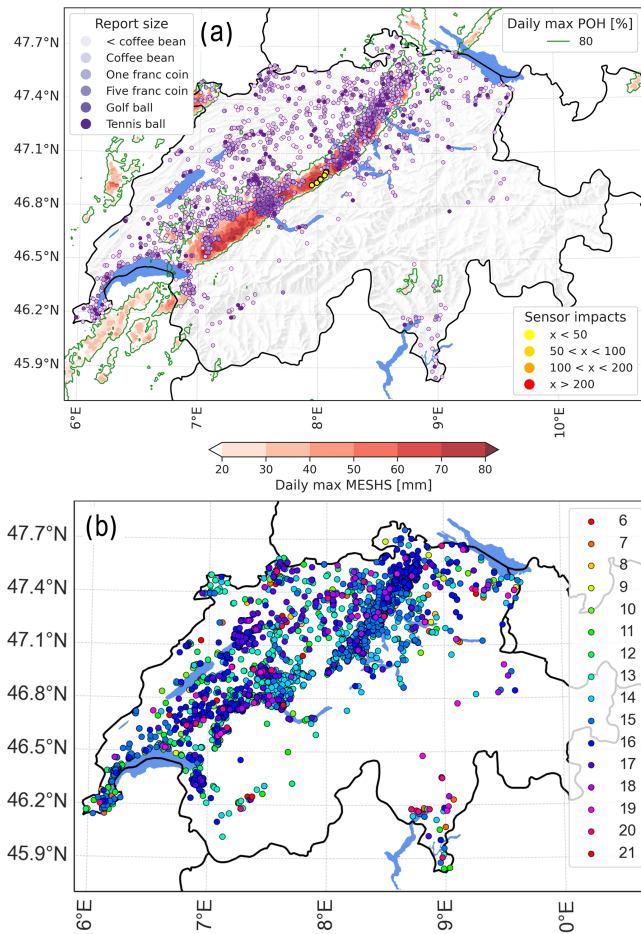 Report size
< coffee bean
Coffee bean
One franc coin
Five franc coin
Golf ball
Tennis ball
(a)
Daily max POH [%]
80
47.7°N
47.4°N
47.1°N
46.8°N
46.5°N
46.2°N
45.9°N
Sensor impacts
x < 50
50 < x < 100
100 < x < 200
x > 200
6°E
7°E
8°E
9°E
10°E
20
30
40
50
60
70
80
Daily max MESHS [mm]
(b)
47.7°N
47.4°N
47.1°N
46.8°N
46.5°N
46.2°N
45.9°N
6
7
8
9
10
11
12
13
14
15
16
17
18
19
20
21
6°E
7°E
8°E
9°E
0°E